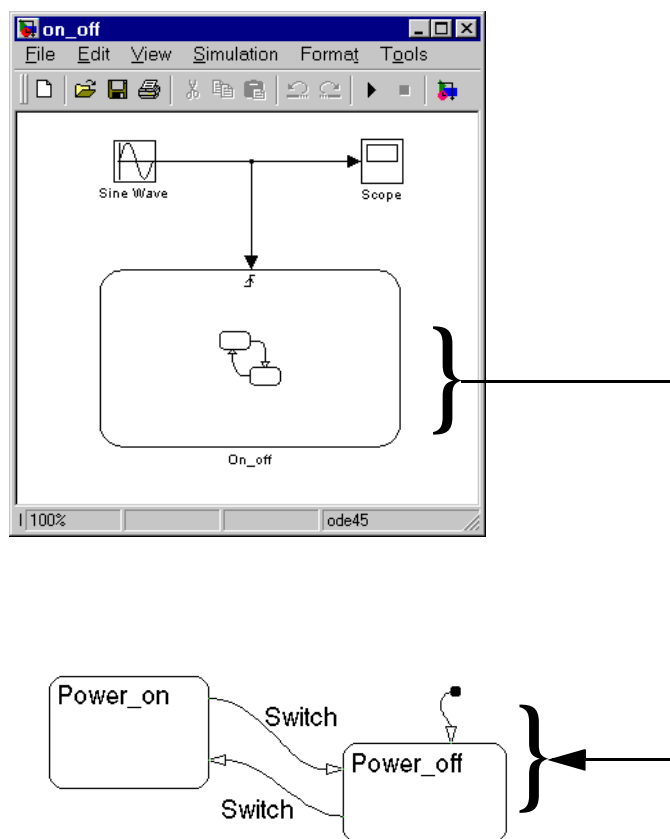 on_off
File Edit View Simulation Format Tools
Sine Wave
Scope
On_off
100%
ode45
Power_on
Switch
Power_off
Switch